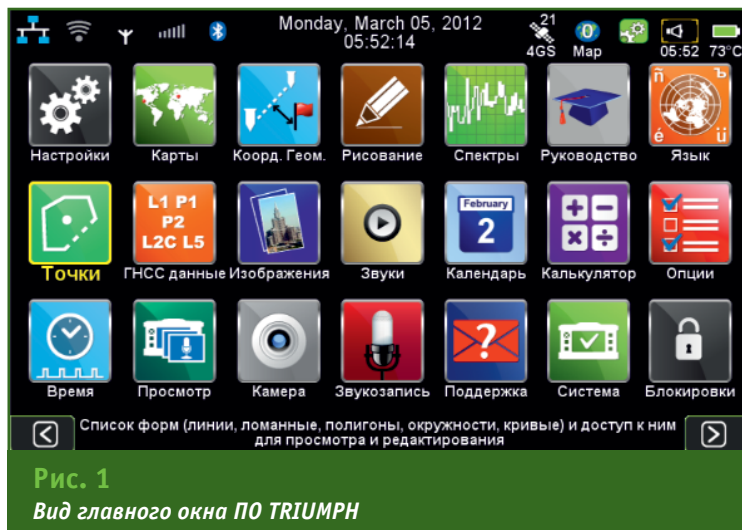 Monday, March 05, 2012
05:52:14
21
4GS
0
Map
05:52
73°C
Настройки
Карты
Коорд. Геом.
Рисование
Спектры
Руководство
ñ
Ъ
é
ü
Язык
Точки
L1 P1
P2
L2C L5
ГНСС данные
Изображения
Звуки
February
2
Календарь
Калькулятор
Опции
Время
Просмотр
Камера
Звукозапись
Поддержка
Система
Блокировки
Список форм (линии, ломанные, полигоны, окружности, кривые) и доступ к ним
для просмотра и редактирования
Рис. 1
Вид главного окна ПО TRIUMPH